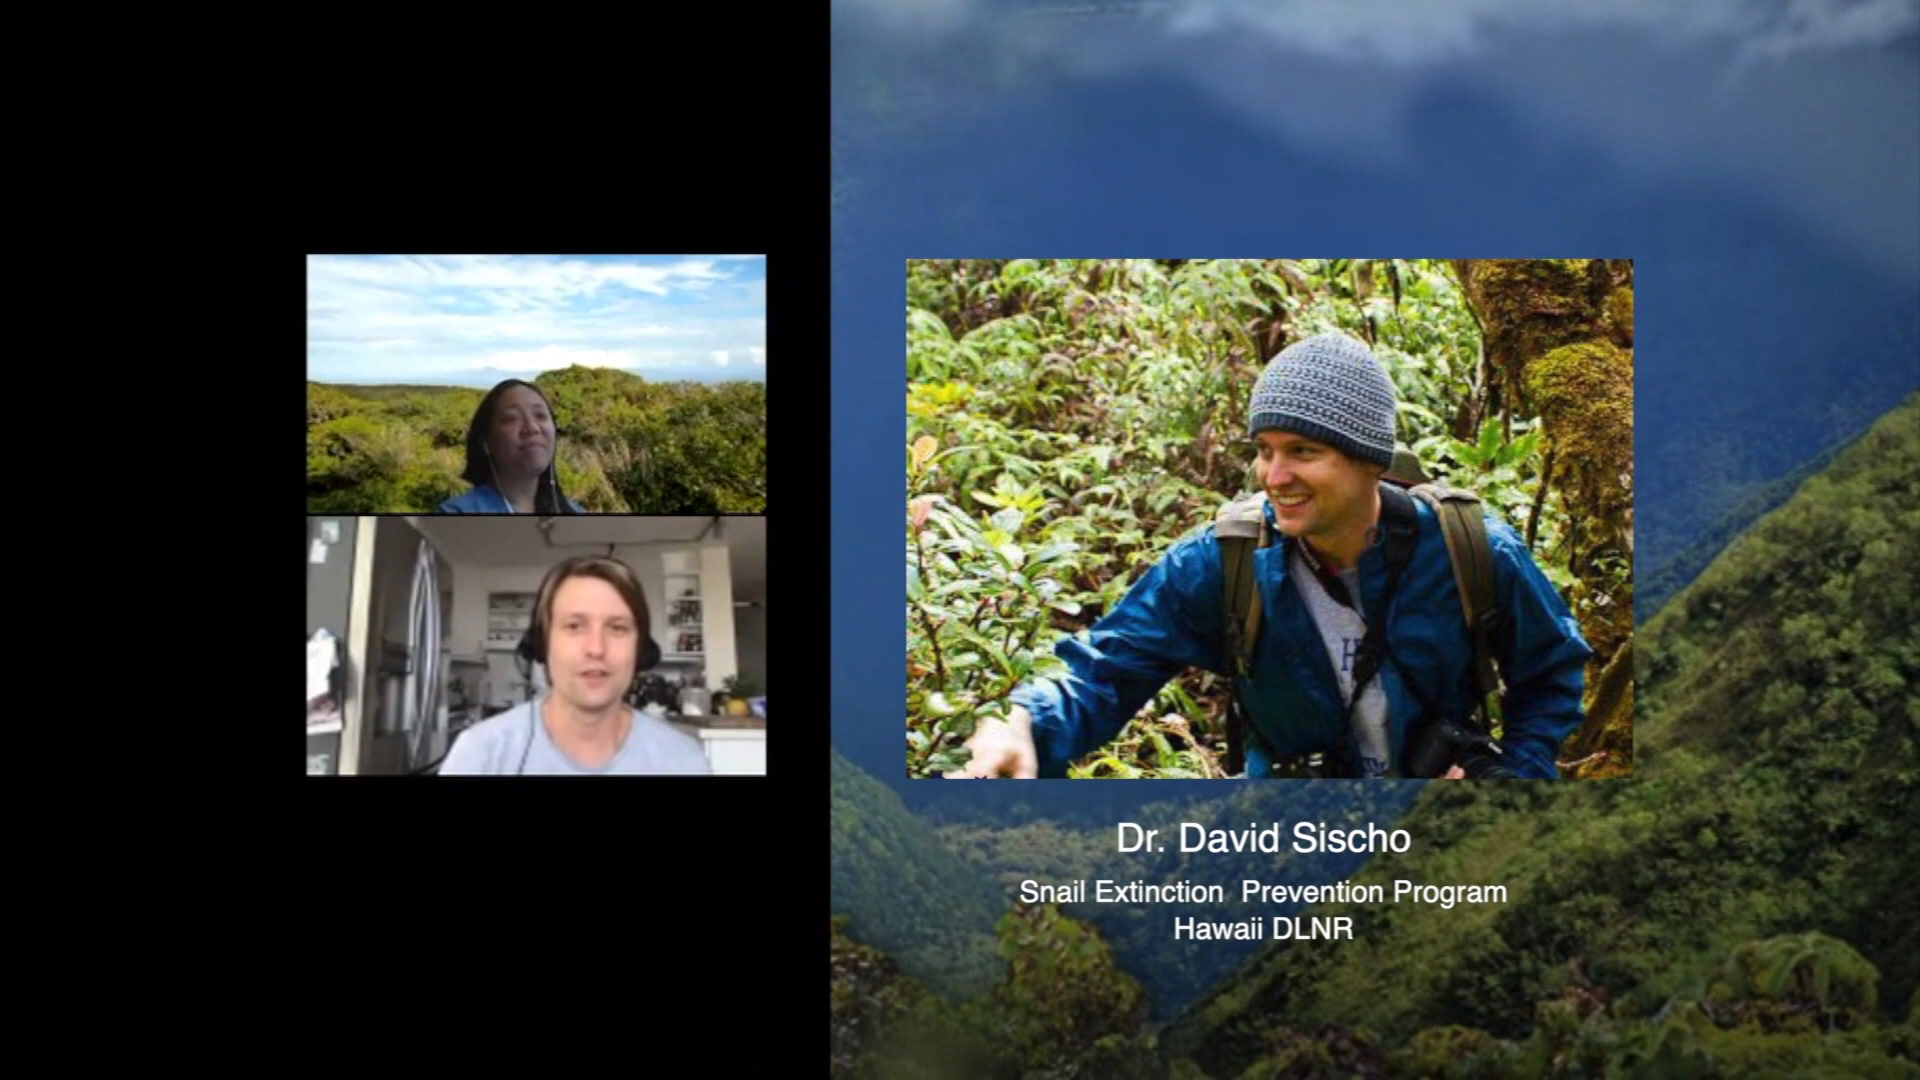 Dr. David Sischo
Snail Extinction Prevention Program
Hawaii DLNR